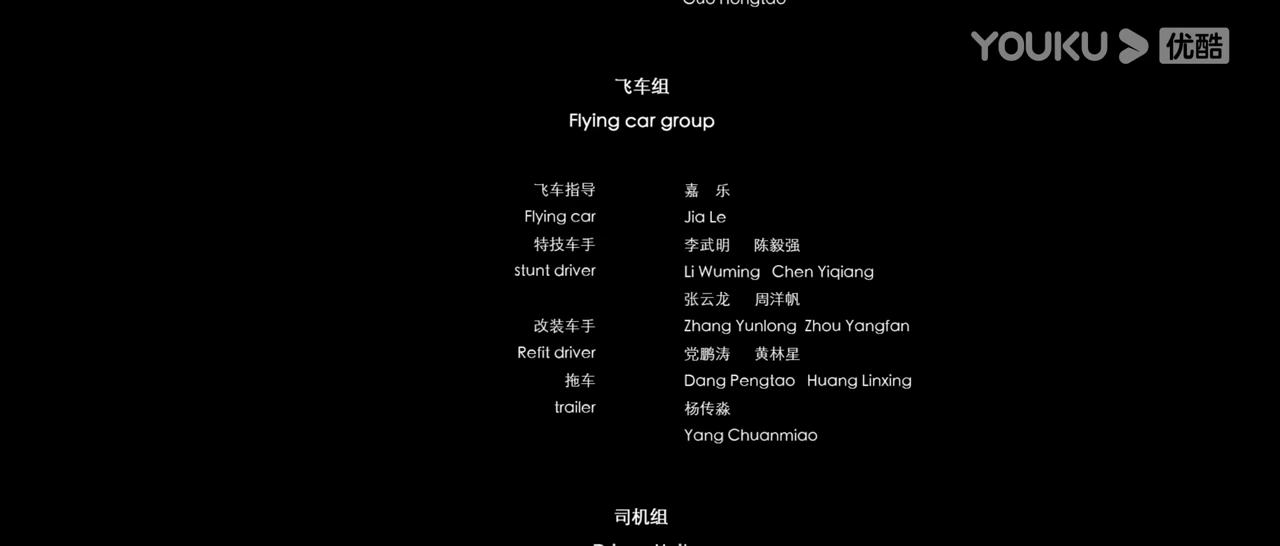 Guo Hongtao
YOUKU 优酷
飞车组
Flying car group
飞车指导 嘉 乐
Flying car Jia Le
特技车手 李武明 陈毅强
stunt driver Li Wuming Chen Yiqiang
张云龙 周洋帆
改装车手 Zhang Yunlong Zhou Yangfan
Refit driver 党鹏涛 黄林星
拖车 Dang Pengtao Huang Linxing
trailer 杨传淼
Yang Chuanmiao
司机组